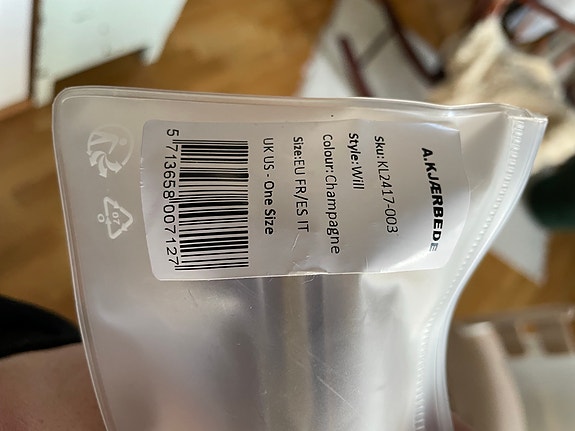 A.KJÆRBEDE
Sku:KL2417-003
Style:Will
Colour:Champagne
Size:EU FR/ES IT
UK US - One Size
5 713658 007127
07
O